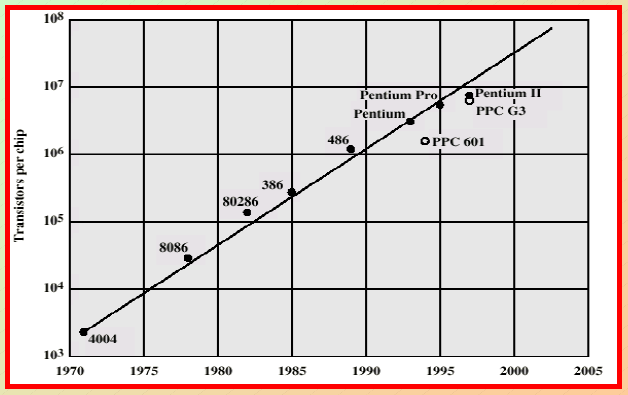 Transistors per chip
10⁸
10⁷
10⁶
10⁵
10⁴
10³
Pentium Pro
Pentium II
PPC G3
Pentium
PPC 601
486
386
80286
8086
4004
1970 1975 1980 1985 1990 1995 2000 2005